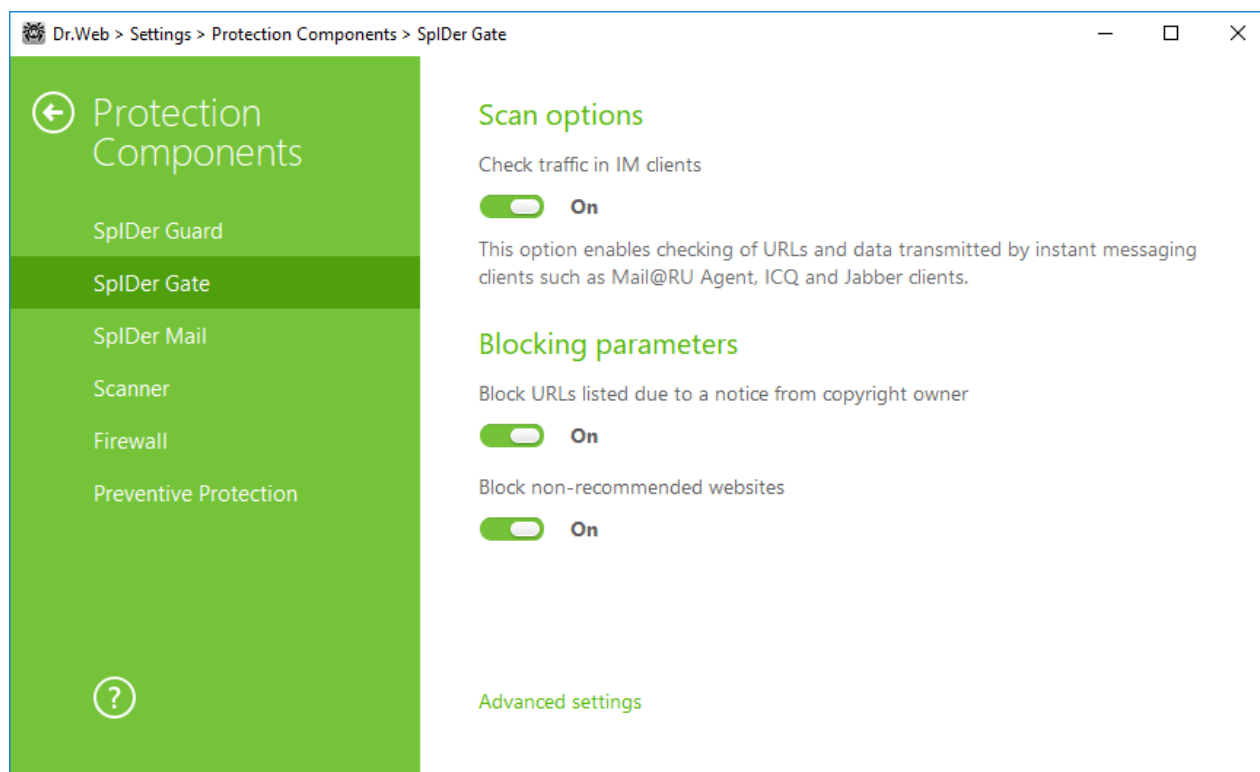 Dr.Web > Settings > Protection Components > SpIDer Gate
Protection
Components
SpIDer Guard
SpIDer Gate
SpIDer Mail
Scanner
Firewall
Preventive Protection
?
Scan options
Check traffic in IM clients
On
This option enables checking of URLs and data transmitted by instant messaging
clients such as Mail@RU Agent, ICQ and Jabber clients.
Blocking parameters
Block URLs listed due to a notice from copyright owner
On
Block non-recommended websites
On
Advanced settings